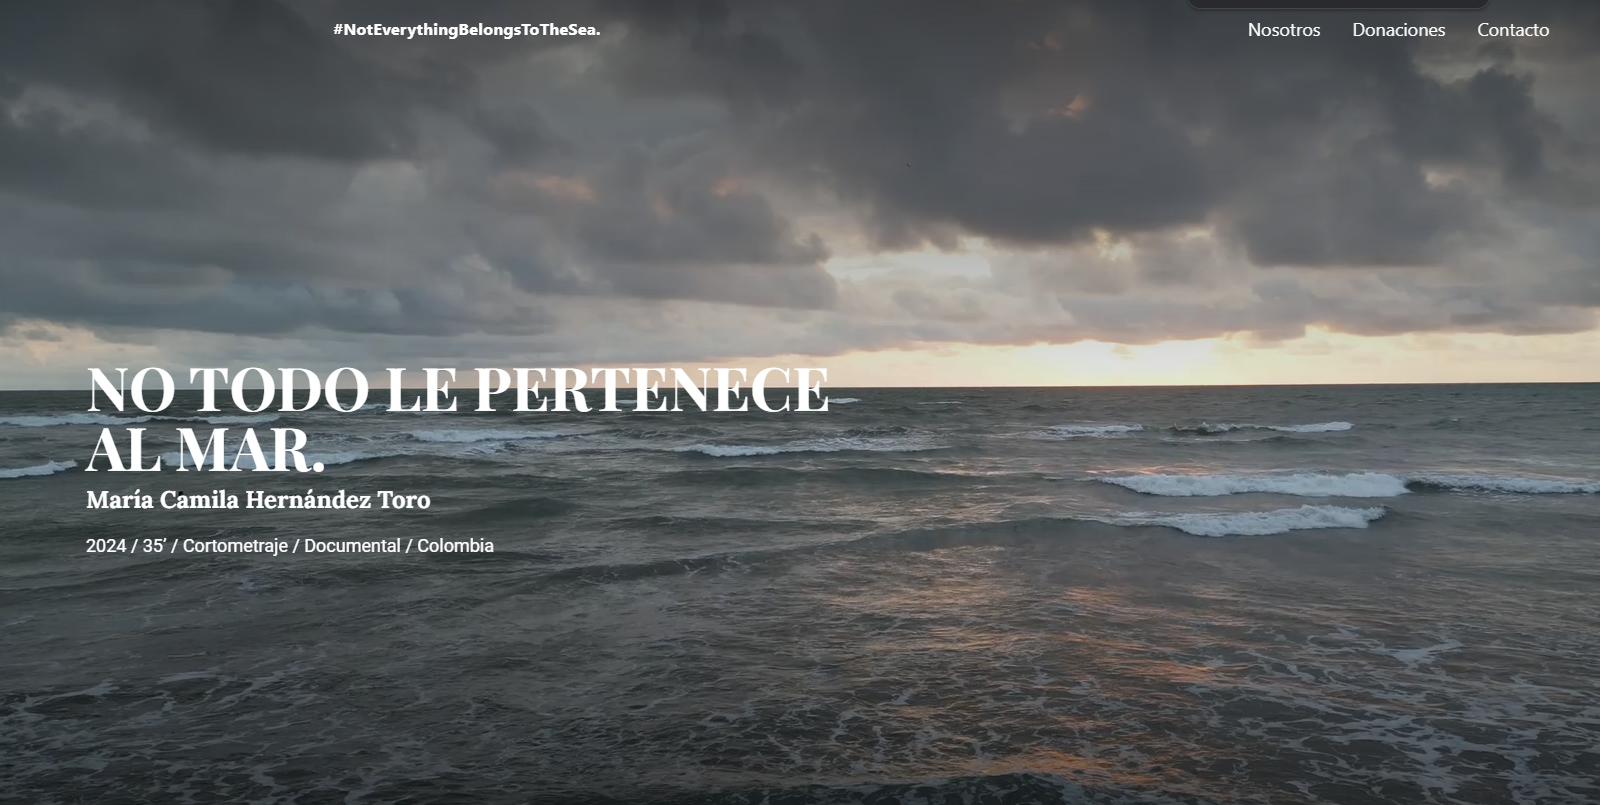 #NotEverythingBelongsToTheSea.
Nosotros Donaciones Contacto
NO TODO LE PERTENECE
AL MAR.
María Camila Hernández Toro
2024 / 35’ / Cortometraje / Documental / Colombia